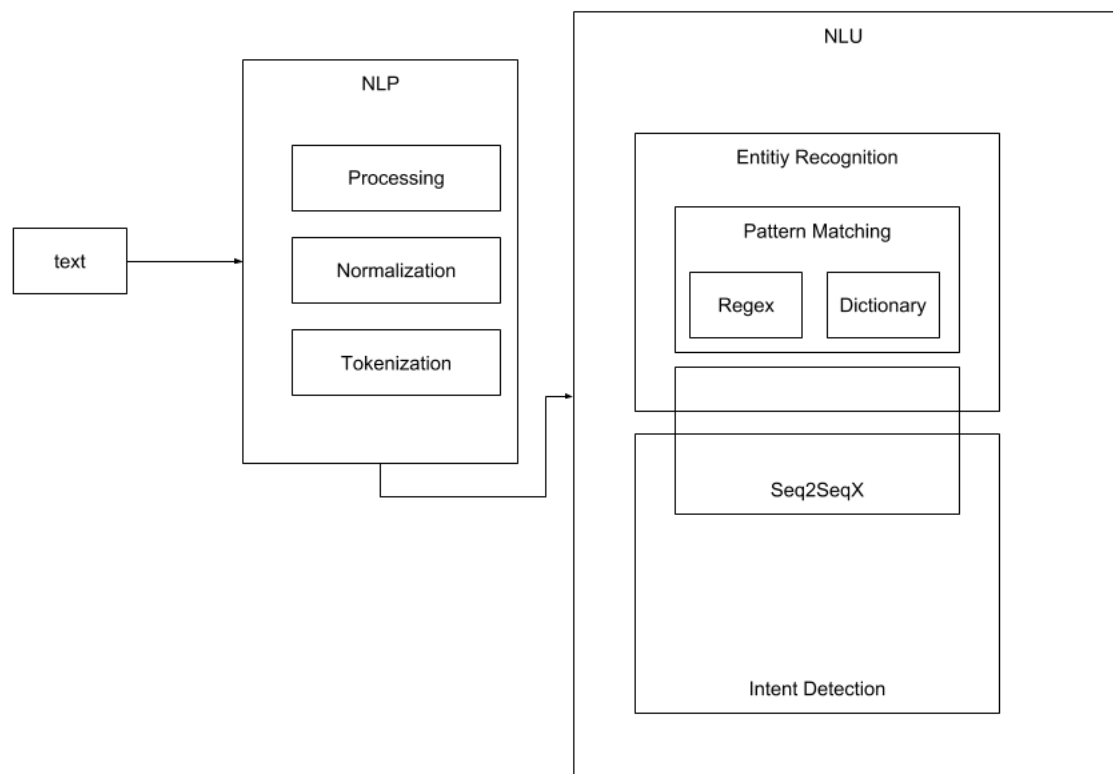 text
NLP
Processing
Normalization
Tokenization
NLU
Entitiy Recognition
Pattern Matching
Regex
Dictionary
Seq2SeqX
Intent Detection